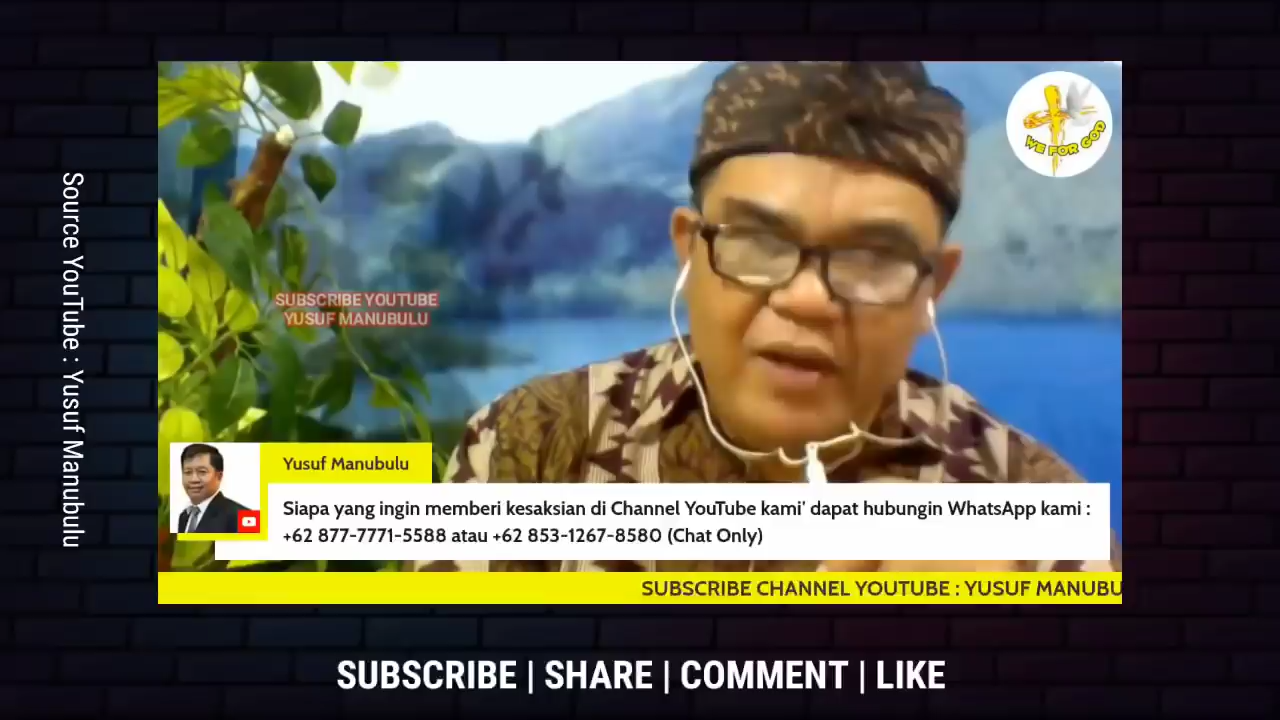 WE FOR GOD
Source YouTube : Yusuf Manubulu
SUBSCRIBE YOUTUBE
YUSUF MANUBULU
Yusuf Manubulu
Siapa yang ingin memberi kesaksian di Channel YouTube kami' dapat hubungin WhatsApp kami :
+62 877-7771-5588 atau +62 853-1267-8580 (Chat Only)
SUBSCRIBE CHANNEL YOUTUBE : YUSUF MANUBU
SUBSCRIBE | SHARE | COMMENT | LIKE